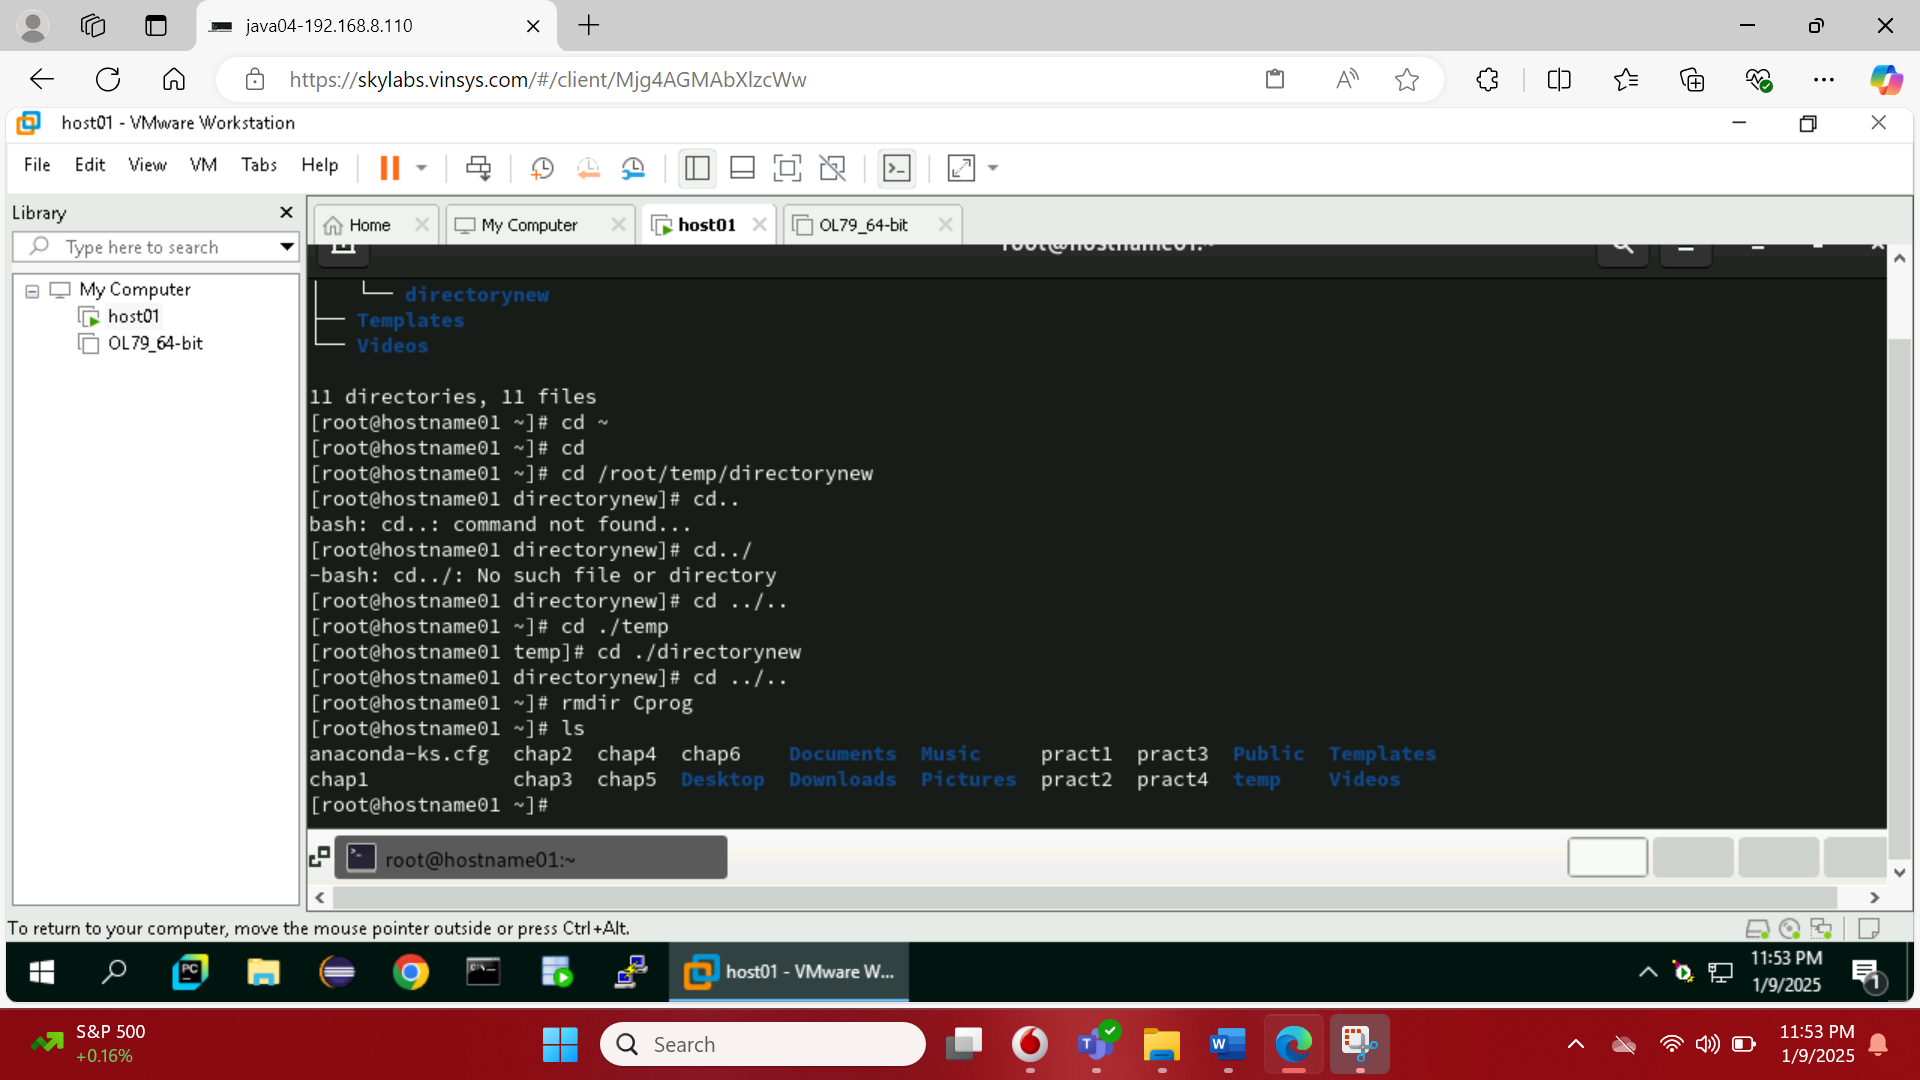 java04-192.168.8.110
https://skylabs.vinsys.com/#/client/Mjg4AGMAbXlzcWw
host01 - VMware Workstation
File Edit View VM Tabs Help
Library
Type here to search
My Computer
host01
OL79_64-bit
Home
My Computer
host01
OL79_64-bit
root@hostname01:~
directorynew
Templates
Videos
11 directories, 11 files
[root@hostname01 ~]# cd ~
[root@hostname01 ~]# cd
[root@hostname01 ~]# cd /root/temp/directorynew
[root@hostname01 directorynew]# cd..
bash: cd..: command not found...
[root@hostname01 directorynew]# cd../
-bash: cd../: No such file or directory
[root@hostname01 directorynew]# cd ../..
[root@hostname01 ~]# cd ./temp
[root@hostname01 temp]# cd ./directorynew
[root@hostname01 directorynew]# cd ../..
[root@hostname01 ~]# rmdir Cprog
[root@hostname01 ~]# ls
anaconda-ks.cfg chap2 chap4 chap6 Documents Music pract1 pract3 Public Templates
chap1 chap3 chap5 Desktop Downloads Pictures pract2 pract4 temp Videos
[root@hostname01 ~]#
root@hostname01:~
To return to your computer, move the mouse pointer outside or press Ctrl+Alt.
host01 - VMware W...
11:53 PM
1/9/2025
1
S&P 500
+0.16%
Search
11:53 PM
1/9/2025